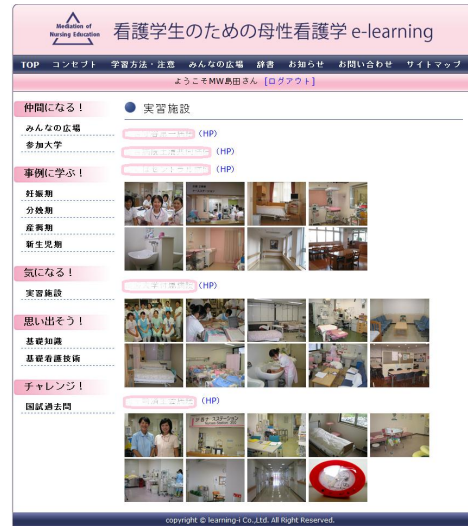 Mediation of
Nursing Education
看護学生のための母性看護学 e-learning
TOP コンセプト 学習方法・注意 みんなの広場 辞書 お知らせ お問い合わせ サイトマップ
ようこそMW島田さん [ログアウト]
仲間になる！
みんなの広場
参加大学
事例に学ぶ！
妊娠期
分娩期
産褥期
新生児期
気になる！
実習施設
思い出そう！
基礎知識
基礎看護技術
チャレンジ！
国試過去問
実習施設
(HP)
(HP)
(HP)
(HP)
(HP)
copyright © learning-i Co.,Ltd. All Right Reserved.